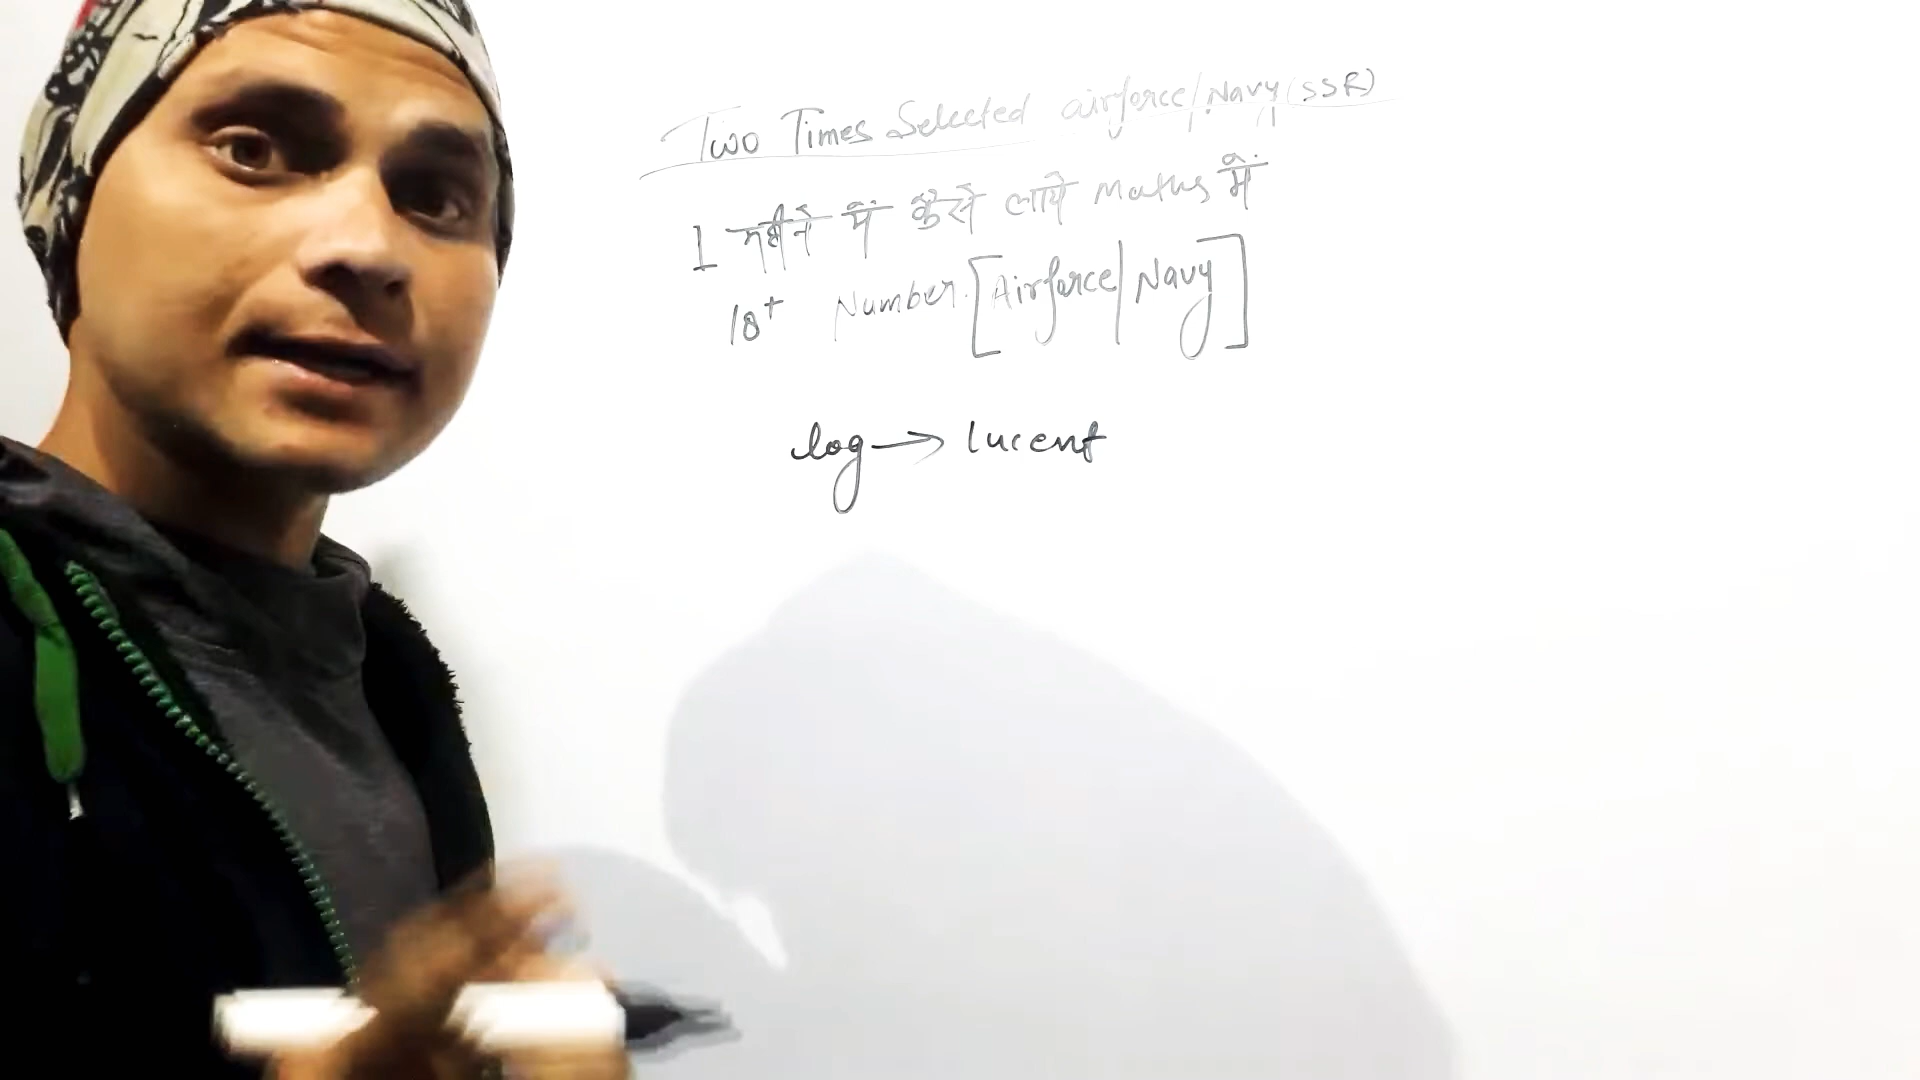 Two Times Selected airforce/Navy (SSR)
1 महीने में कैसे लाये Maths में
18+ Number. [Airforce/Navy]
log → lucent